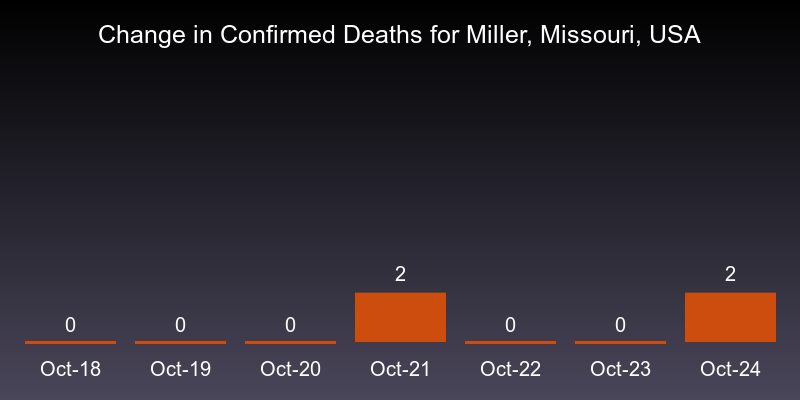 Change in Confirmed Deaths for Miller, Missouri, USA
0 0 0 2 0 0 2
Oct-18 Oct-19 Oct-20 Oct-21 Oct-22 Oct-23 Oct-24